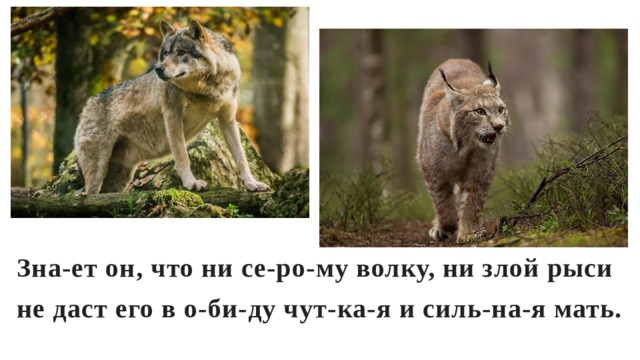 Зна-ет он, что ни се-ро-му волку, ни злой рыси
не даст его в о-би-ду чут-ка-я и силь-на-я мать.